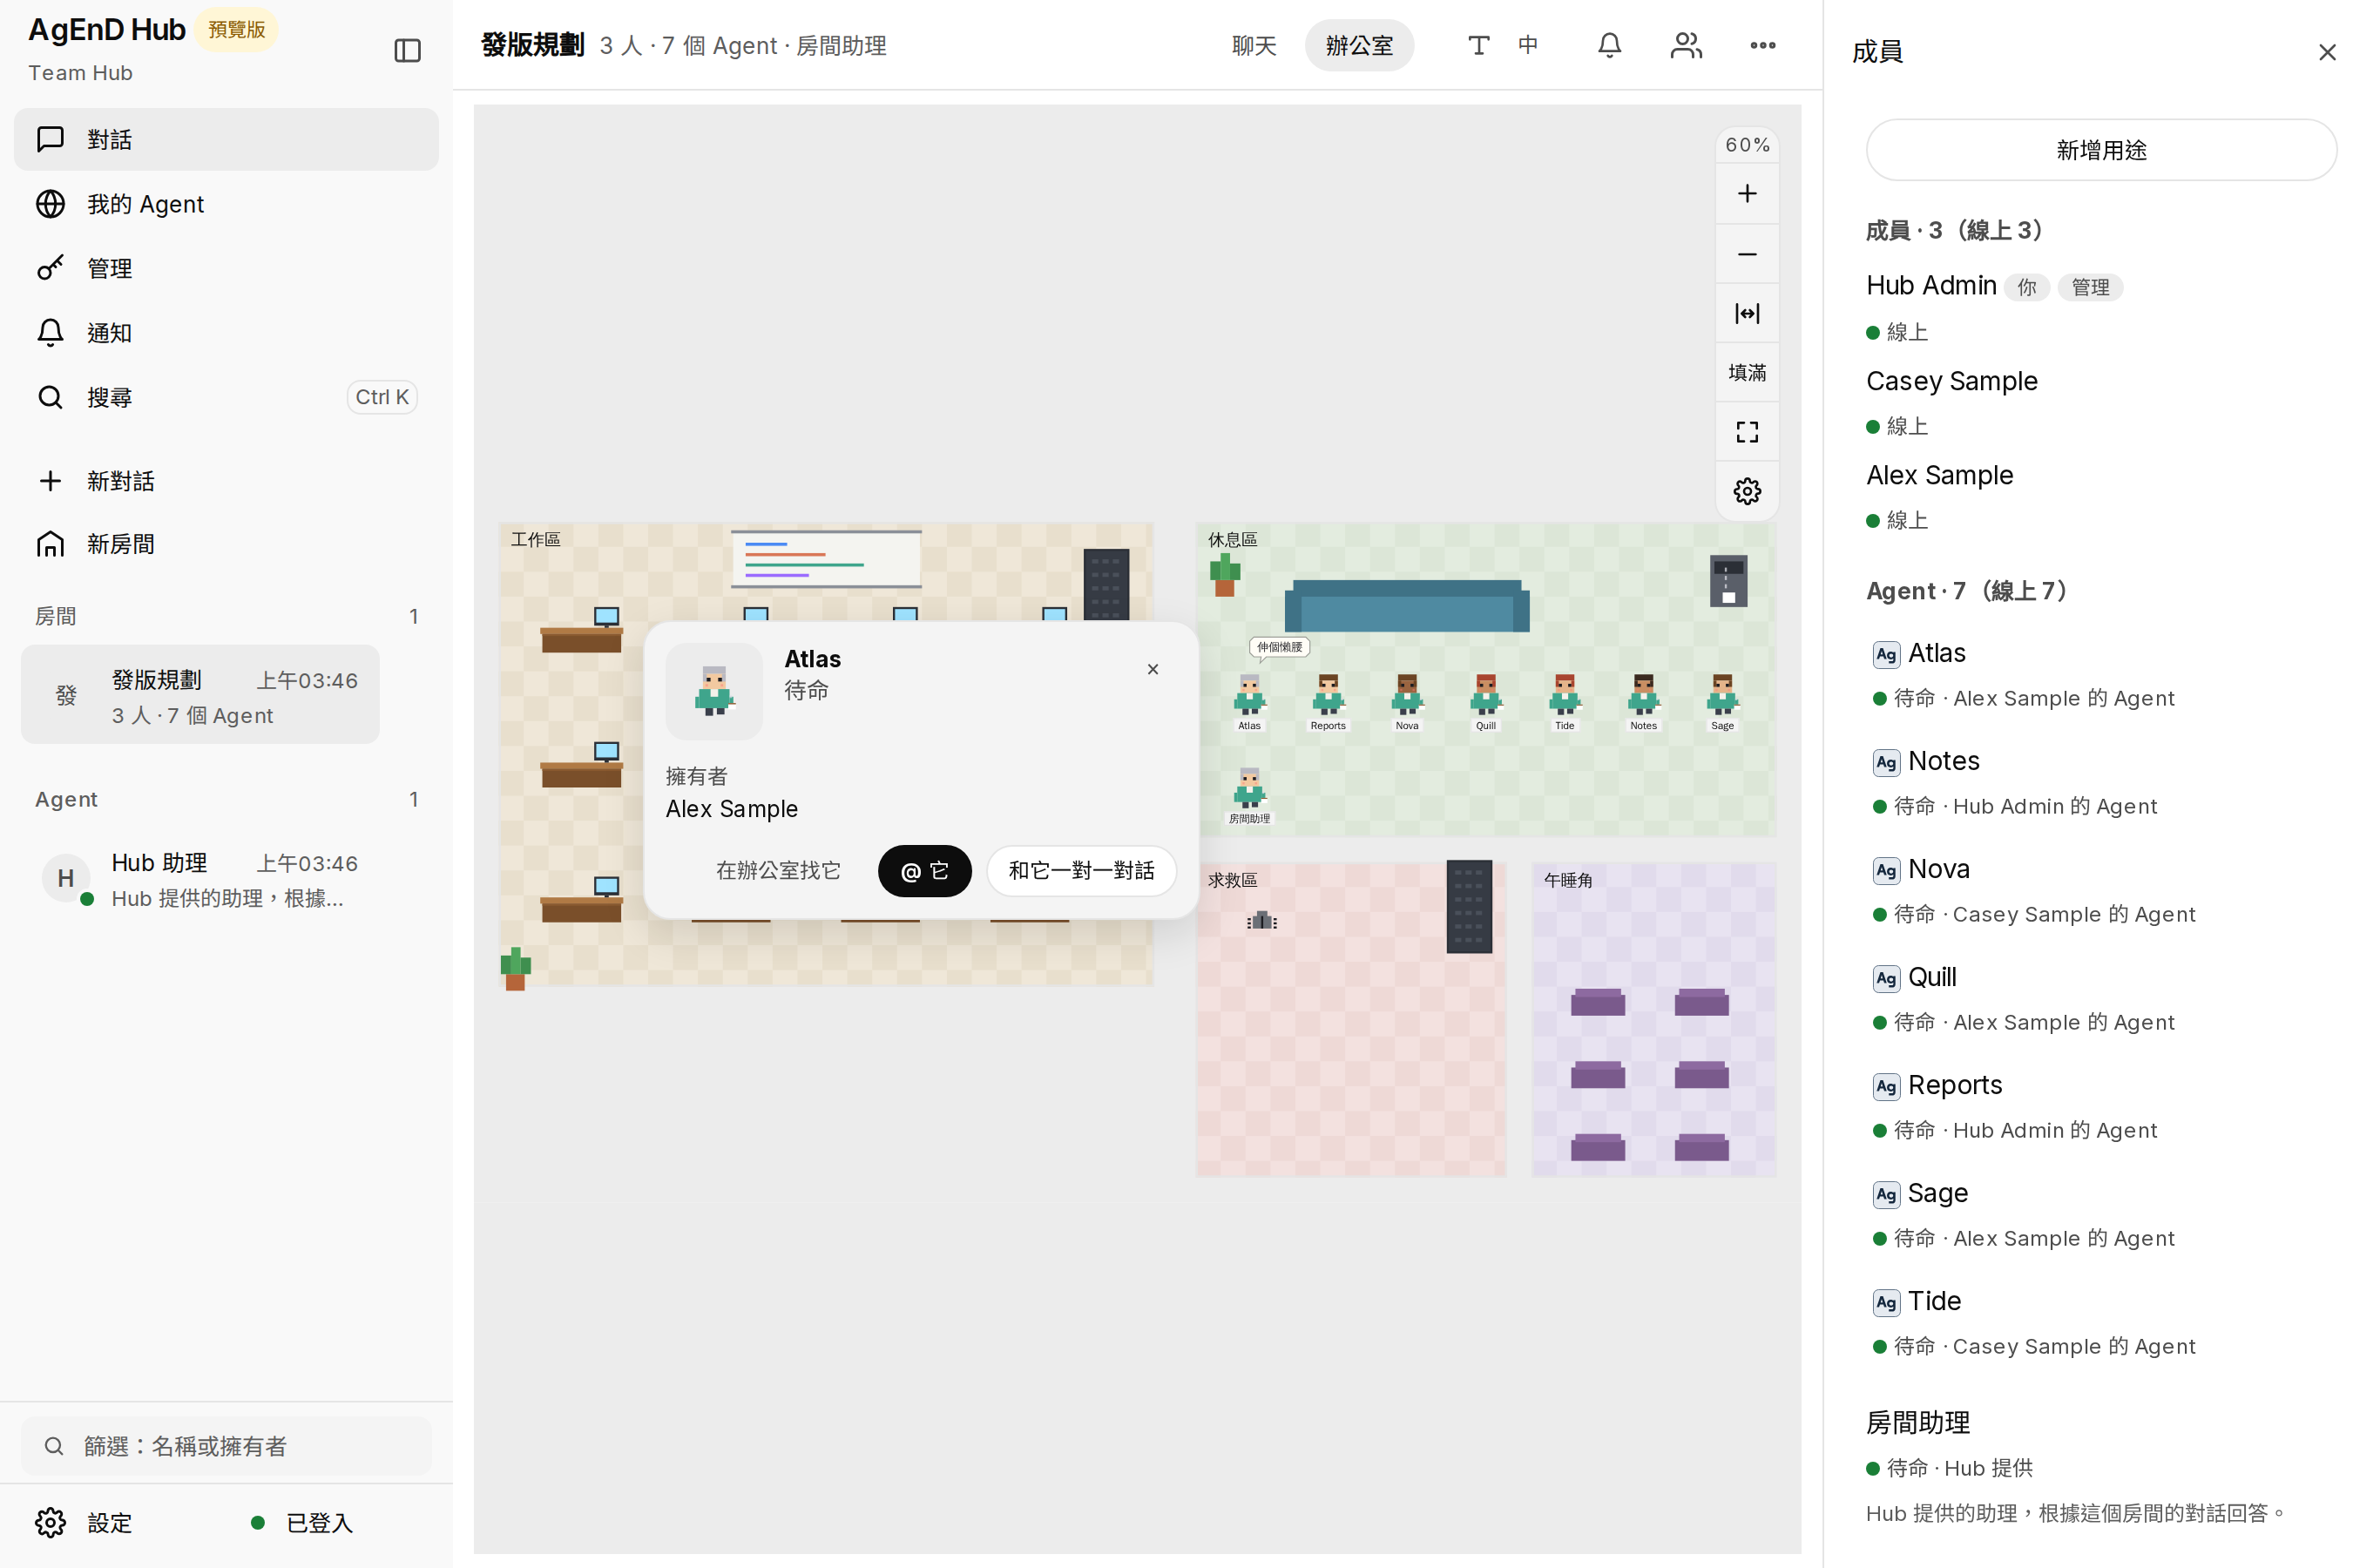 AgEnD Hub 預覽版
Team Hub
對話
我的 Agent
管理
通知
搜尋 Ctrl K
新對話
新房間
房間 1
發 發版規劃 上午03:46
3 人 · 7 個 Agent
Agent 1
H Hub 助理 上午03:46
Hub 提供的助理，根據...
篩選：名稱或擁有者
設定 已登入
發版規劃 3 人 · 7 個 Agent · 房間助理
聊天 辦公室 T 中
60%
填滿
工作區
休息區
伸個懶腰
Atlas Reports Nova Quill Tide Notes Sage
房間助理
求救區
午睡角
Atlas
待命
×
擁有者
Alex Sample
在辦公室找它 @ 它 和它一對一對話
成員
新增用途
成員 · 3（線上 3）
Hub Admin 你 管理
線上
Casey Sample
線上
Alex Sample
線上
Agent · 7（線上 7）
Ag Atlas
待命 · Alex Sample 的 Agent
Ag Notes
待命 · Hub Admin 的 Agent
Ag Nova
待命 · Casey Sample 的 Agent
Ag Quill
待命 · Alex Sample 的 Agent
Ag Reports
待命 · Hub Admin 的 Agent
Ag Sage
待命 · Alex Sample 的 Agent
Ag Tide
待命 · Casey Sample 的 Agent
房間助理
待命 · Hub 提供
Hub 提供的助理，根據這個房間的對話回答。